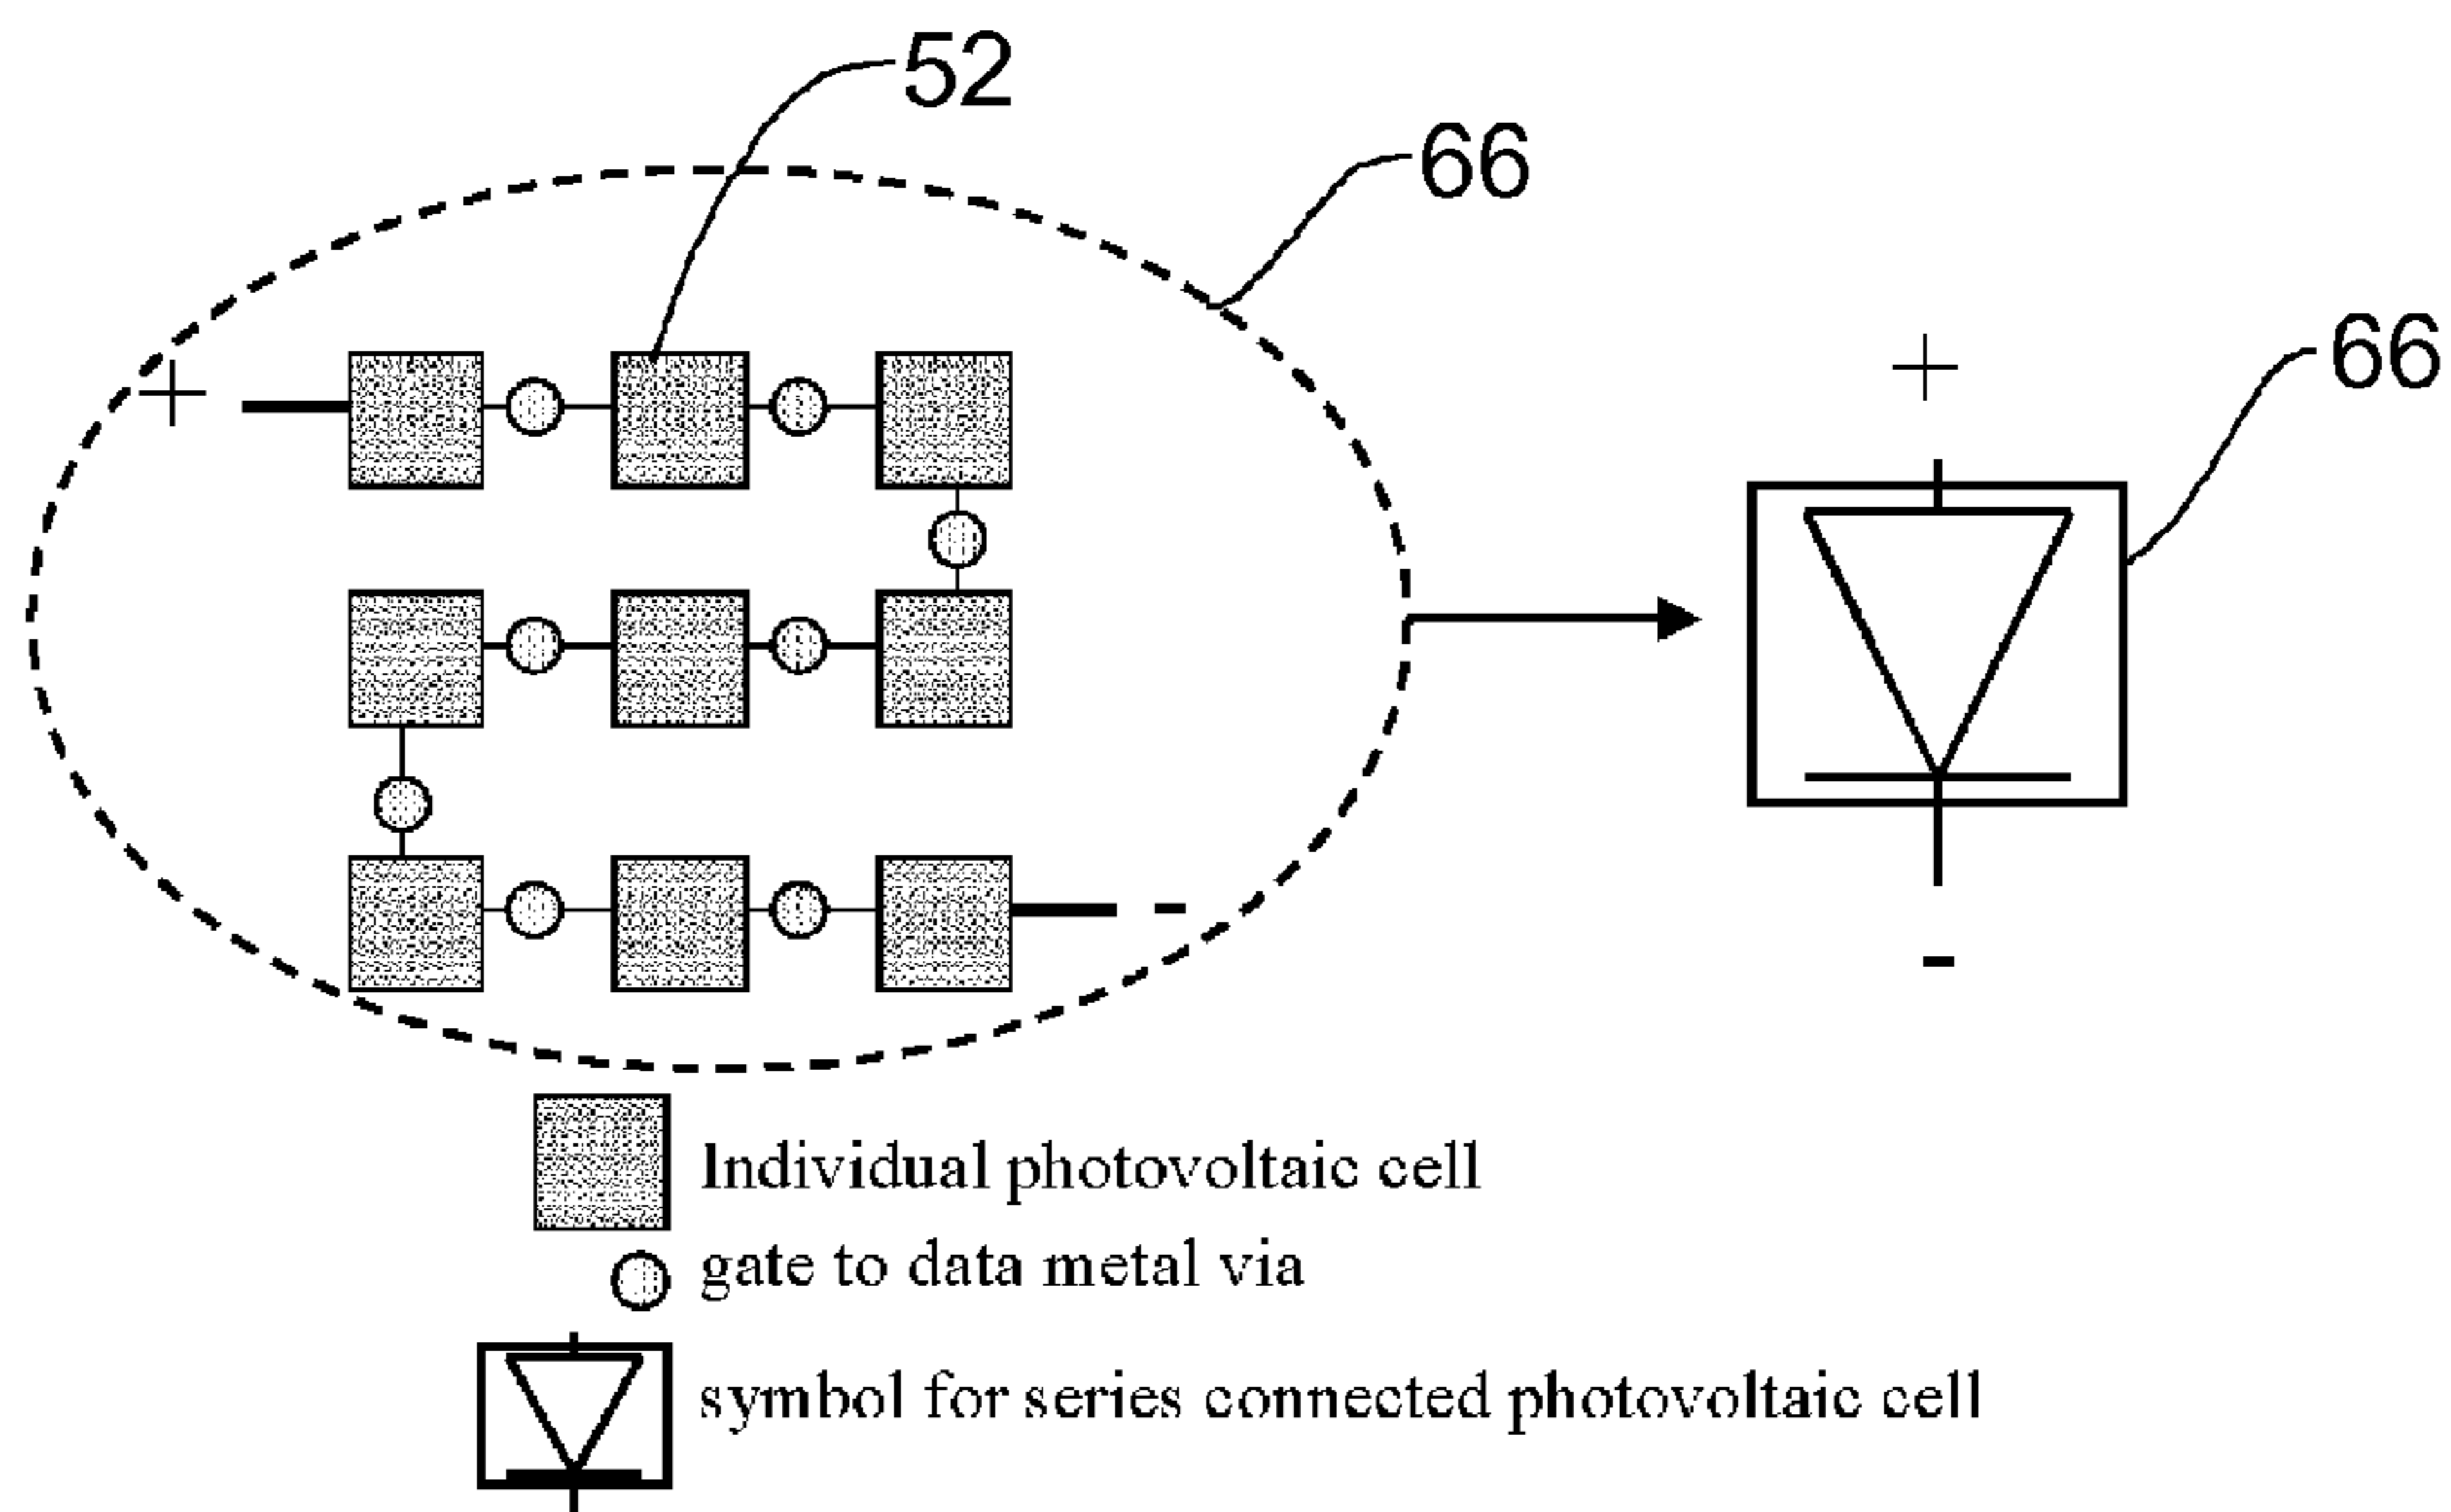 52
66
66
+
+
-
-
Individual photovoltaic cell
gate to data metal via
symbol for series connected photovoltaic cell